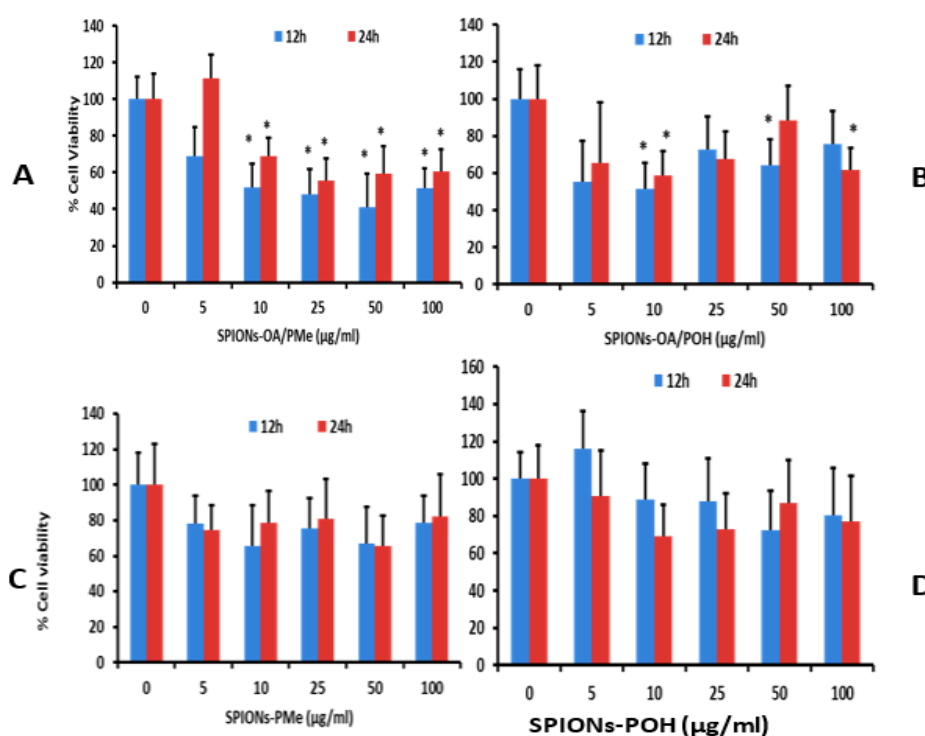 140
120
100
80
60
40
20
0
% Cell Viability
12h 24h
* * * * * * * *
0 5 10 25 50 100
SPIONs-OA/PMe (µg/ml)
A
140
120
100
80
60
40
20
0
12h 24h
* * * *
0 5 10 25 50 100
SPIONs-OA/POH (µg/ml)
B
140
120
100
80
60
40
20
0
% Cell viability
12h 24h
0 5 10 25 50 100
SPIONs-PMe (µg/ml)
C
160
140
120
100
80
60
40
20
0
12h 24h
0 5 10 25 50 100
SPIONs-POH (µg/ml)
D